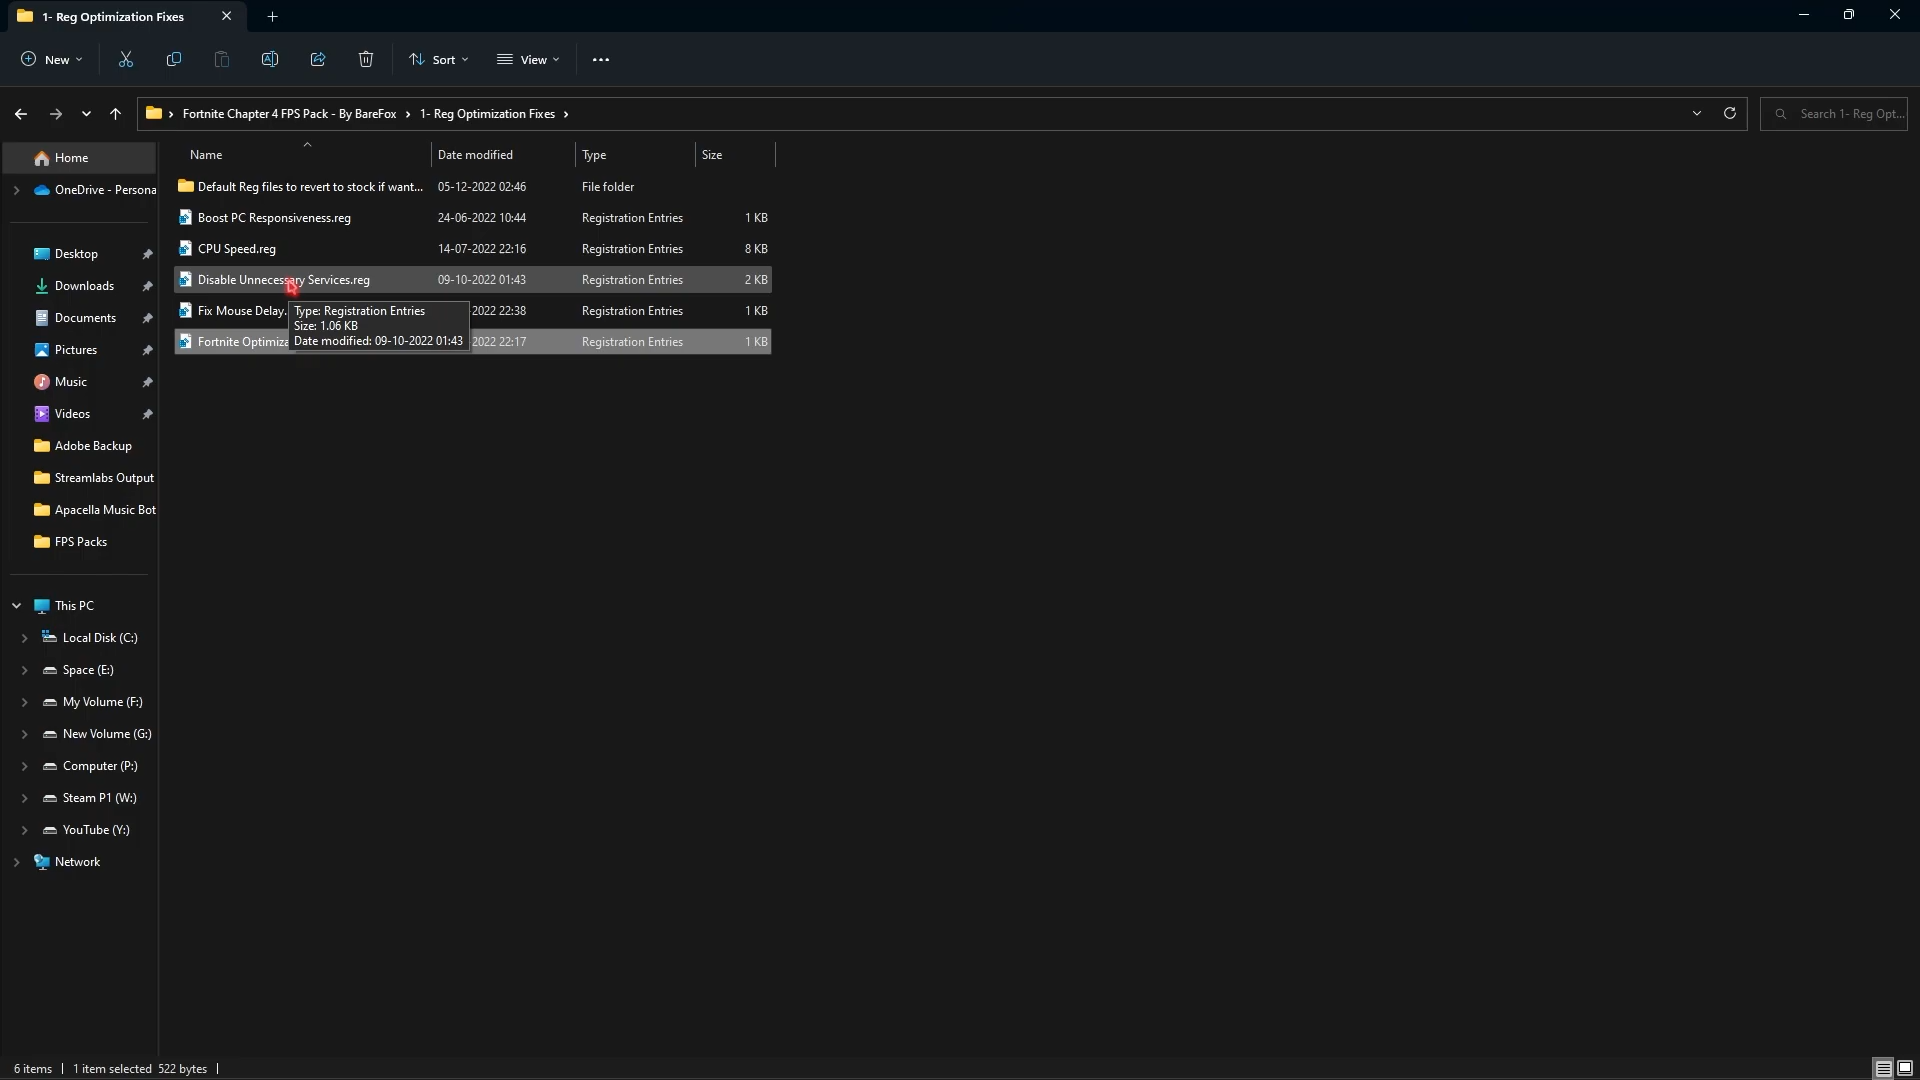 1- Reg Optimization Fixes
New
Sort
View
Fortnite Chapter 4 FPS Pack - By BareFox > 1- Reg Optimization Fixes >
Search 1- Reg Opt...
Home
OneDrive - Persona
Desktop
Downloads
Documents
Pictures
Music
Videos
Adobe Backup
Streamlabs Output
Apacella Music Bot
FPS Packs
This PC
Local Disk (C:)
Space (E:)
My Volume (F:)
New Volume (G:)
Computer (P:)
Steam P1 (W:)
YouTube (Y:)
Network
Name Date modified Type Size
Default Reg files to revert to stock if want... 05-12-2022 02:46 File folder
Boost PC Responsiveness.reg 24-06-2022 10:44 Registration Entries 1 KB
CPU Speed.reg 14-07-2022 22:16 Registration Entries 8 KB
Disable Unnecessary Services.reg 09-10-2022 01:43 Registration Entries 2 KB
Fix Mouse Delay. 2022 22:38 Registration Entries 1 KB
Fortnite Optimiza 2022 22:17 Registration Entries 1 KB
Type: Registration Entries
Size: 1.06 KB
Date modified: 09-10-2022 01:43
6 items 1 item selected 522 bytes